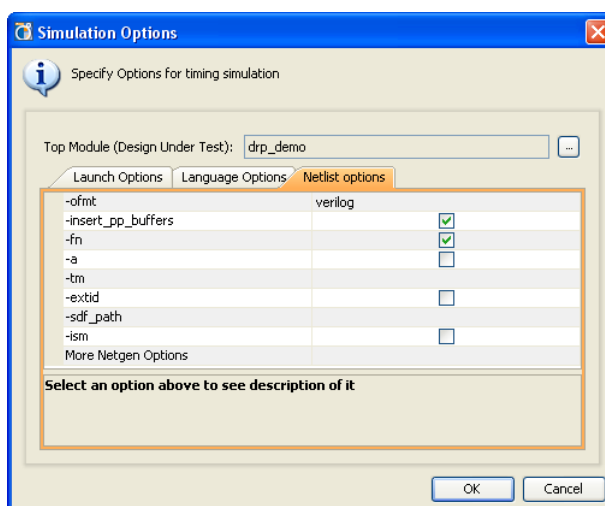 Simulation Options
Specify Options for timing simulation
Top Module (Design Under Test): drp_demo ...
Launch Options Language Options Netlist options
-ofmt verilog
-insert_pp_buffers
-fn
-a
-tm
-extid
-sdf_path
-ism
More Netgen Options
Select an option above to see description of it
OK Cancel